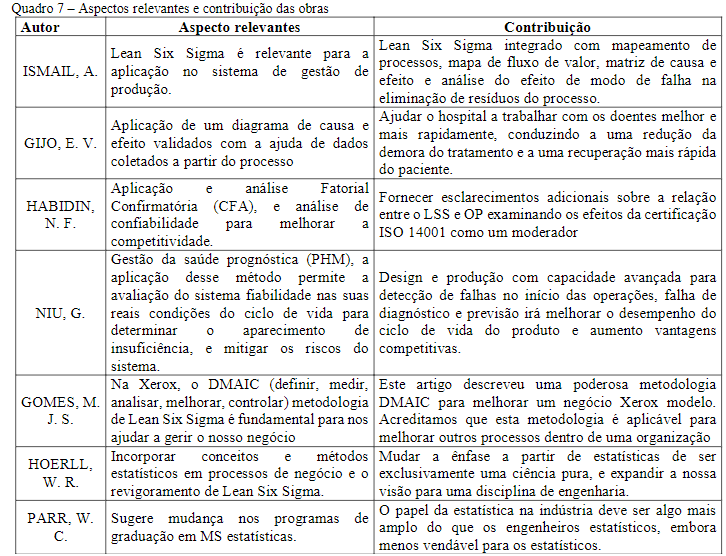 Quadro 7 – Aspectos relevantes e contribuição das obras
Autor
Aspecto relevantes
Contribuição
ISMAIL, A.
Lean Six Sigma é relevante para a
aplicação no sistema de gestão de
produção.
Lean Six Sigma integrado com mapeamento de
processos, mapa de fluxo de valor, matriz de causa e
efeito e análise do efeito de modo de falha na
eliminação de resíduos do processo.
GIJO, E. V.
Aplicação de um diagrama de causa e
efeito validados com a ajuda de dados
coletados a partir do processo
Ajudar o hospital a trabalhar com os doentes melhor e
mais rapidamente, conduzindo a uma redução da
demora do tratamento e a uma recuperação mais rápida
do paciente.
HABIDIN,
N. F.
Aplicação e análise Fatorial
Confirmatória (CFA), e análise de
confiabilidade para melhorar a
competitividade.
Fornecer esclarecimentos adicionais sobre a relação
entre o LSS e OP examinando os efeitos da certificação
ISO 14001 como um moderador
NIU, G.
Gestão da saúde prognóstica (PHM), a
aplicação desse método permite a
avaliação do sistema fiabilidade nas suas
reais condições do ciclo de vida para
determinar o aparecimento de
insuficiência, e mitigar os riscos do
sistema.
Design e produção com capacidade avançada para
detecção de falhas no início das operações, falha de
diagnóstico e previsão irá melhorar o desempenho do
ciclo de vida do produto e aumento vantagens
competitivas.
GOMES, M.
J. S.
Na Xerox, o DMAIC (definir, medir,
analisar, melhorar, controlar) metodologia
de Lean Six Sigma é fundamental para nos
ajudar a gerir o nosso negócio
Este artigo descreveu uma poderosa metodologia
DMAIC para melhorar um negócio Xerox modelo.
Acreditamos que esta metodologia é aplicável para
melhorar outros processos dentro de uma organização
HOERLL,
W. R.
Incorporar conceitos e métodos
estatísticos em processos de negócio e o
revigoramento de Lean Six Sigma.
Mudar a ênfase a partir de estatísticas de ser
exclusivamente uma ciência pura, e expandir a nossa
visão para uma disciplina de engenharia.
PARR, W.
C.
Sugere mudança nos programas de
graduação em MS estatísticas.
O papel da estatística na indústria deve ser algo mais
amplo do que os engenheiros estatísticos, embora
menos vendável para os estatísticos.